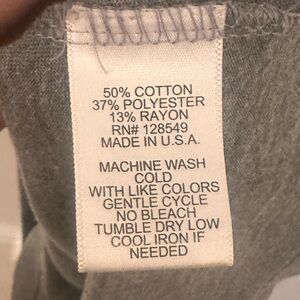 50% COTTON
37% POLYESTER
13% RAYON
RN# 128549
MADE IN U.S.A.
MACHINE WASH
COLD
WITH LIKE COLORS
GENTLE CYCLE
NO BLEACH
TUMBLE DRY LOW
COOL IRON IF
NEEDED